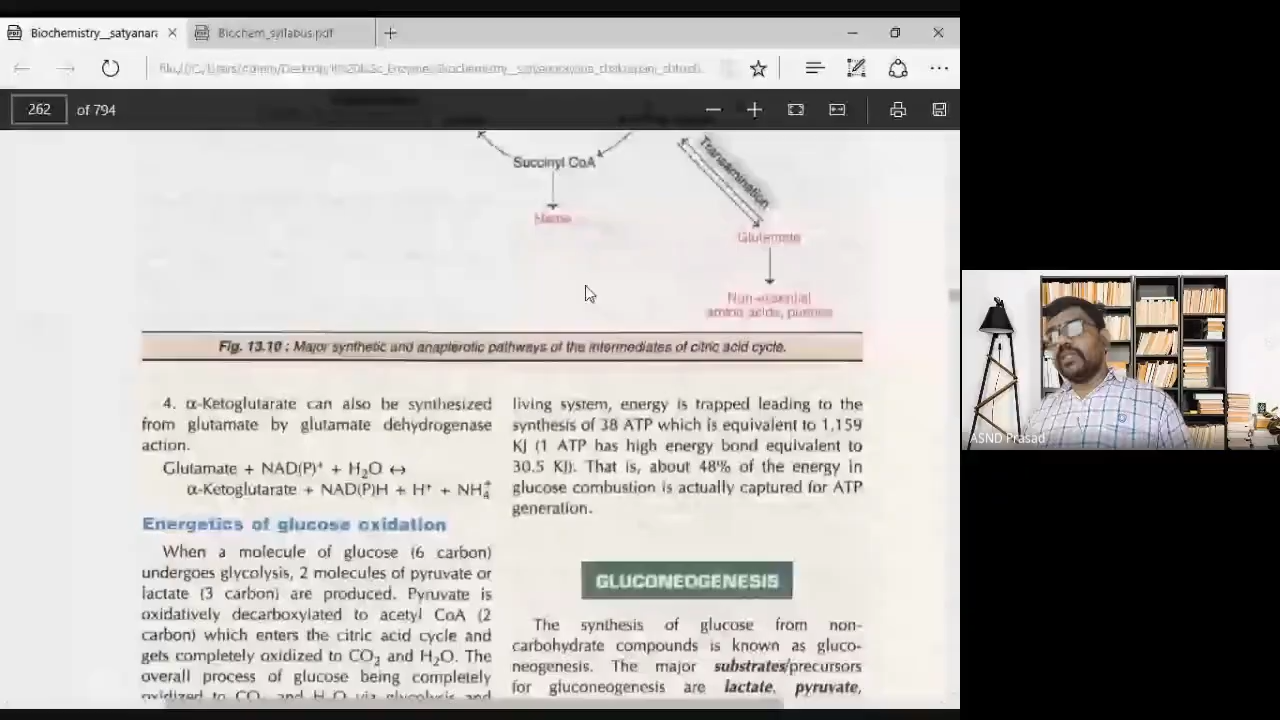 Biochemistry__satyanara
Biochem_syllabus.pdf
262 of 794
Succinyl CoA
Transamination
Heme
Glutamate
Non-essential
amino acids, purines
Fig. 13.10 : Major synthetic and anaplerotic pathways of the intermediates of citric acid cycle.
4. α-Ketoglutarate can also be synthesized
from glutamate by glutamate dehydrogenase
action.
Glutamate + NAD(P)⁺ + H₂O ↔
α-Ketoglutarate + NAD(P)H + H⁺ + NH₄⁺
Energetics of glucose oxidation
When a molecule of glucose (6 carbon)
undergoes glycolysis, 2 molecules of pyruvate or
lactate (3 carbon) are produced. Pyruvate is
oxidatively decarboxylated to acetyl CoA (2
carbon) which enters the citric acid cycle and
gets completely oxidized to CO₂ and H₂O. The
overall process of glucose being completely
oxidized to CO₂ and H₂O via glycolysis and
living system, energy is trapped leading to the
synthesis of 38 ATP which is equivalent to 1,159
KJ (1 ATP has high energy bond equivalent to
30.5 KJ). That is, about 48% of the energy in
glucose combustion is actually captured for ATP
generation.
GLUCONEOGENESIS
The synthesis of glucose from non-
carbohydrate compounds is known as gluco-
neogenesis. The major substrates/precursors
for gluconeogenesis are lactate, pyruvate,
ASND Prasad